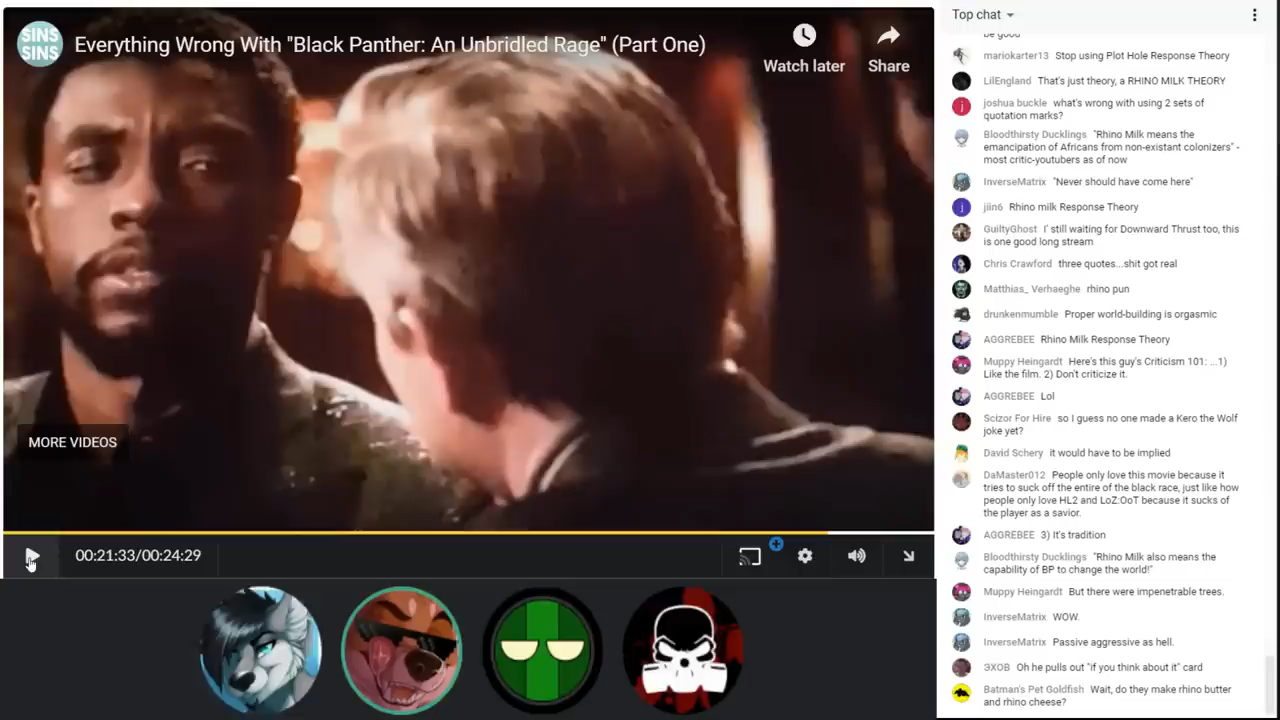 SINS
SINS
Everything Wrong With "Black Panther: An Unbridled Rage" (Part One)
Watch later
Share
MORE VIDEOS
00:21:33/00:24:29
Top chat
be good
mariokarter13 Stop using Plot Hole Response Theory
LilEngland That's just theory, a RHINO MILK THEORY
j
joshua buckle what's wrong with using 2 sets of
quotation marks?
Bloodthirsty Ducklings "Rhino Milk means the
emancipation of Africans from non-existant colonizers" -
most critic-youtubers as of now
InverseMatrix "Never should have come here"
j
jiin6 Rhino milk Response Theory
GuiltyGhost I' still waiting for Downward Thrust too, this
is one good long stream
Chris Crawford three quotes...shit got real
Matthias_ Verhaeghe rhino pun
drunkenmumble Proper world-building is orgasmic
AGGREBEE Rhino Milk Response Theory
Muppy Heingardt Here's this guy's Criticism 101: ...1)
Like the film. 2) Don't criticize it.
AGGREBEE Lol
Scizor For Hire so I guess no one made a Kero the Wolf
joke yet?
David Schery it would have to be implied
DaMaster012 People only love this movie because it
tries to suck off the entire of the black race, just like how
people only love HL2 and LoZ:OoT because it sucks of
the player as a savior.
AGGREBEE 3) It's tradition
Bloodthirsty Ducklings "Rhino Milk also means the
capability of BP to change the world!"
Muppy Heingardt But there were impenetrable trees.
InverseMatrix WOW.
InverseMatrix Passive aggressive as hell.
ЭХОВ Oh he pulls out "if you think about it" card
Batman's Pet Goldfish Wait, do they make rhino butter
and rhino cheese?